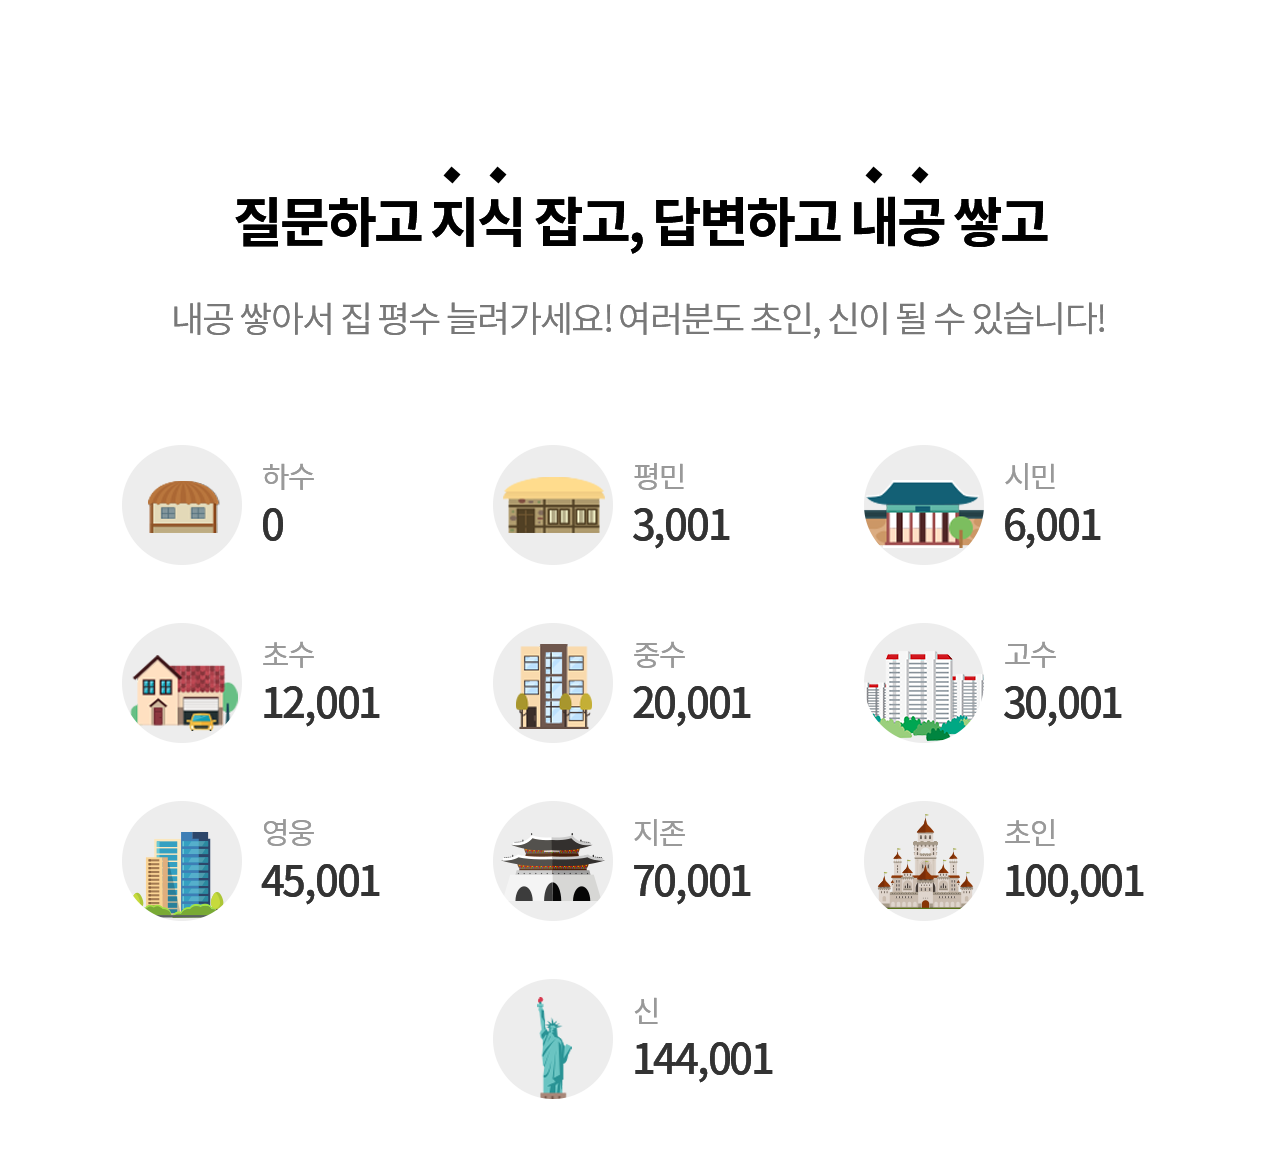 질문하고 지식 잡고, 답변하고 내공 쌓고
내공 쌓아서 집 평수 늘려가세요! 여러분도 초인, 신이 될 수 있습니다!
하수
0
평민
3,001
시민
6,001
초수
12,001
중수
20,001
고수
30,001
영웅
45,001
지존
70,001
초인
100,001
신
144,001